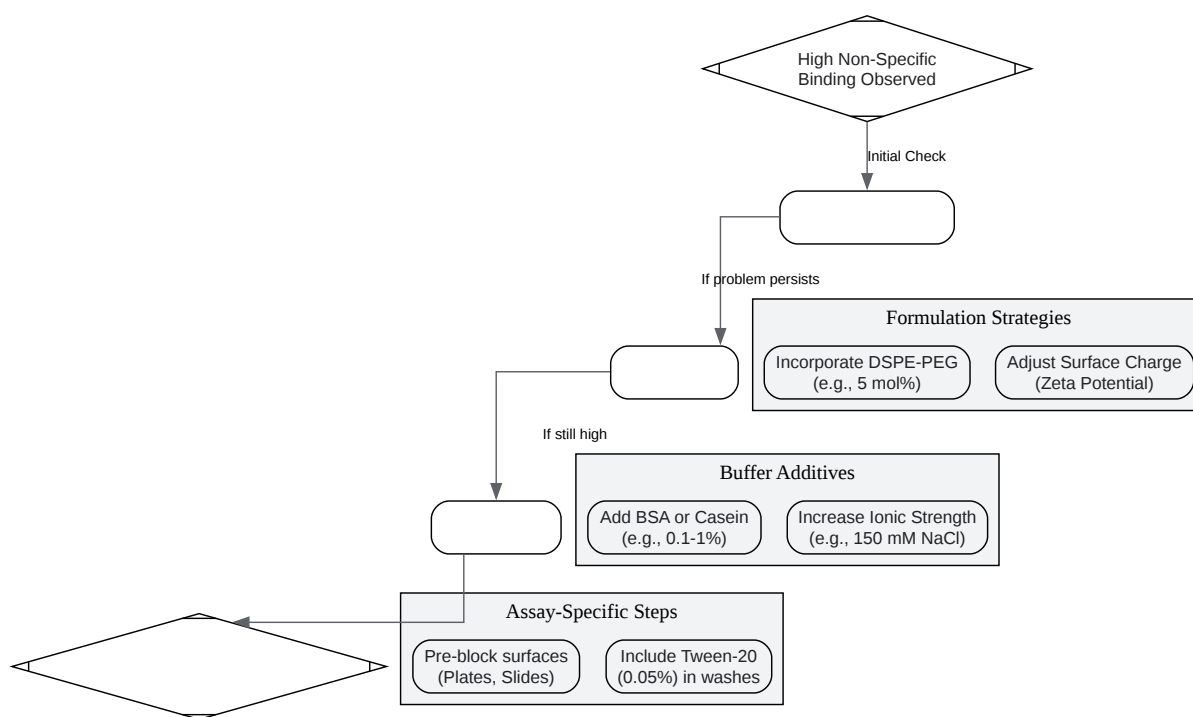 High Non-Specific
Binding Observed
Initial Check
If problem persists
Formulation Strategies
Incorporate DSPE-PEG
(e.g., 5 mol%)
Adjust Surface Charge
(Zeta Potential)
If still high
Buffer Additives
Add BSA or Casein
(e.g., 0.1-1%)
Increase Ionic Strength
(e.g., 150 mM NaCl)
Assay-Specific Steps
Pre-block surfaces
(Plates, Slides)
Include Tween-20
(0.05%) in washes